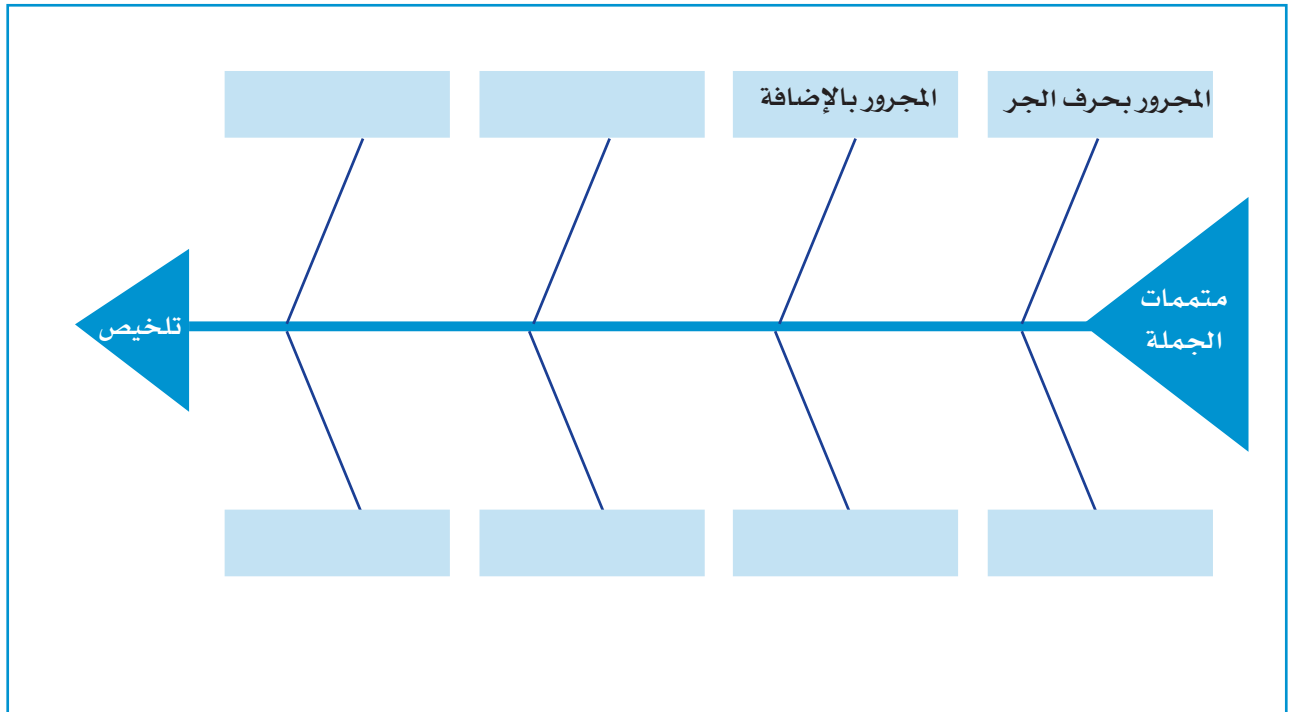 المجرور بحرف الجر
المجرور بالإضافة
متممات
الجملة
تلخيص